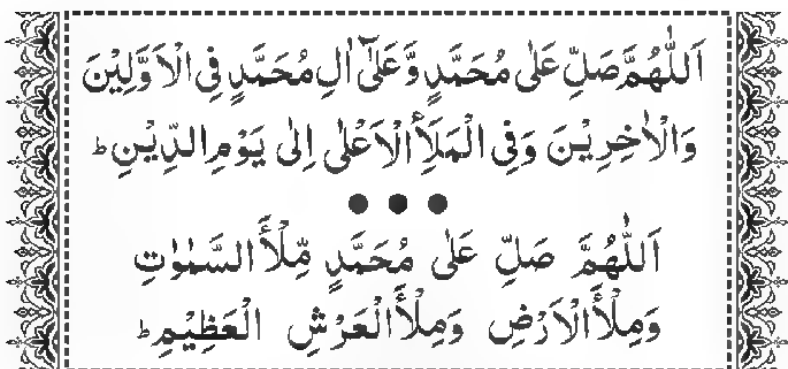 اَللّٰهُمَّ صَلِّ عَلٰى مُحَمَّدٍ وَّعَلٰٓى اٰلِ مُحَمَّدٍ فِى الْاَوَّلِيْنَ
وَالْاٰخِرِيْنَ وَفِى الْمَلَاِٴ الْاَعْلٰى اِلٰى يَوْمِ الدِّيْنِ ؕ
اَللّٰهُمَّ صَلِّ عَلٰى مُحَمَّدٍ مِّلْأَ السَّمٰوٰتِ
وَمِلْأَ الْاَرْضِ وَمِلْأَ الْعَرْشِ الْعَظِيْمِ ؕ